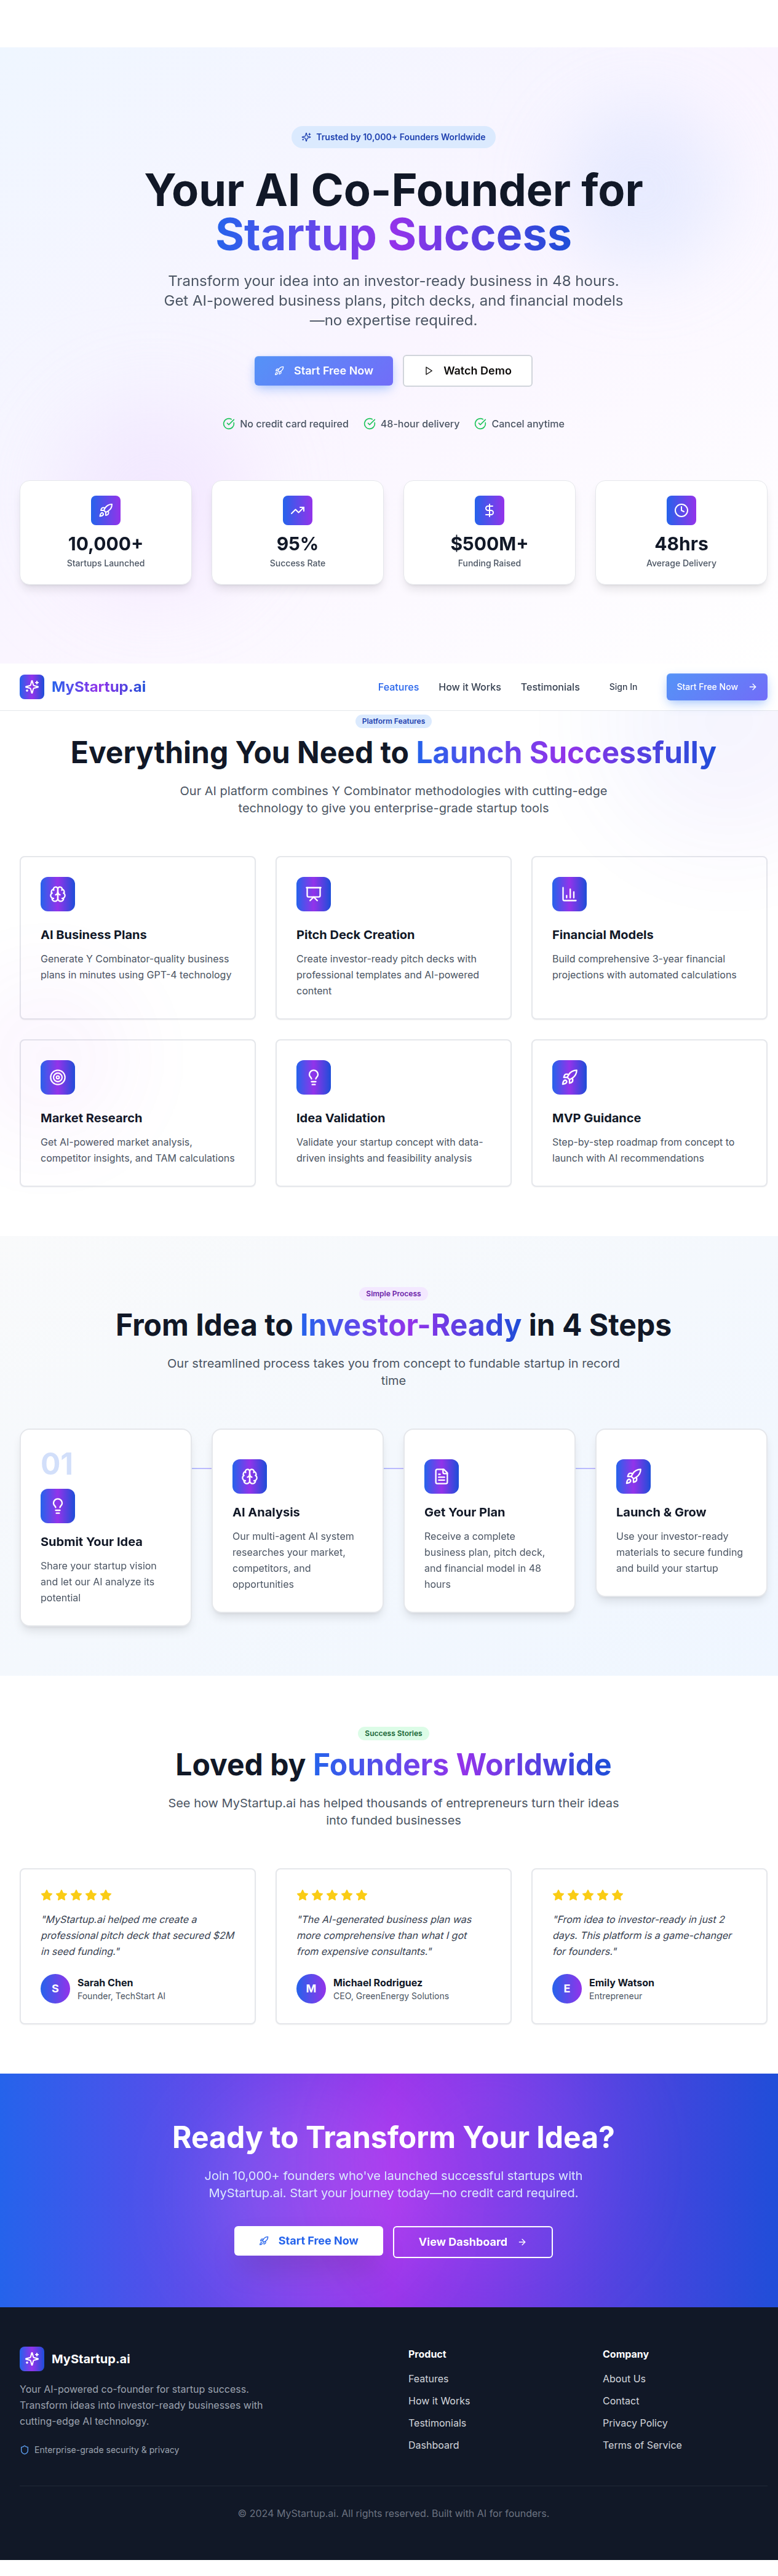 Trusted by 10,000+ Founders Worldwide
Your AI Co-Founder for
Startup Success
Transform your idea into an investor-ready business in 48 hours.
Get AI-powered business plans, pitch decks, and financial models
—no expertise required.
Start Free Now
Watch Demo
No credit card required
48-hour delivery
Cancel anytime
10,000+
Startups Launched
95%
Success Rate
$500M+
Funding Raised
48hrs
Average Delivery
MyStartup.ai
Features
How it Works
Testimonials
Sign In
Start Free Now
Platform Features
Everything You Need to Launch Successfully
Our AI platform combines Y Combinator methodologies with cutting-edge
technology to give you enterprise-grade startup tools
AI Business Plans
Generate Y Combinator-quality business
plans in minutes using GPT-4 technology
Pitch Deck Creation
Create investor-ready pitch decks with
professional templates and AI-powered
content
Financial Models
Build comprehensive 3-year financial
projections with automated calculations
Market Research
Get AI-powered market analysis,
competitor insights, and TAM calculations
Idea Validation
Validate your startup concept with data-
driven insights and feasibility analysis
MVP Guidance
Step-by-step roadmap from concept to
launch with AI recommendations
Simple Process
From Idea to Investor-Ready in 4 Steps
Our streamlined process takes you from concept to fundable startup in record
time
01
Submit Your Idea
Share your startup vision
and let our AI analyze its
potential
AI Analysis
Our multi-agent AI system
researches your market,
competitors, and
opportunities
Get Your Plan
Receive a complete
business plan, pitch deck,
and financial model in 48
hours
Launch & Grow
Use your investor-ready
materials to secure funding
and build your startup
Success Stories
Loved by Founders Worldwide
See how MyStartup.ai has helped thousands of entrepreneurs turn their ideas
into funded businesses
"MyStartup.ai helped me create a
professional pitch deck that secured $2M
in seed funding."
S
Sarah Chen
Founder, TechStart AI
"The AI-generated business plan was
more comprehensive than what I got
from expensive consultants."
M
Michael Rodriguez
CEO, GreenEnergy Solutions
"From idea to investor-ready in just 2
days. This platform is a game-changer
for founders."
E
Emily Watson
Entrepreneur
Ready to Transform Your Idea?
Join 10,000+ founders who've launched successful startups with
MyStartup.ai. Start your journey today—no credit card required.
Start Free Now
View Dashboard
MyStartup.ai
Your AI-powered co-founder for startup success.
Transform ideas into investor-ready businesses with
cutting-edge AI technology.
Enterprise-grade security & privacy
Product
Features
How it Works
Testimonials
Dashboard
Company
About Us
Contact
Privacy Policy
Terms of Service
© 2024 MyStartup.ai. All rights reserved. Built with AI for founders.